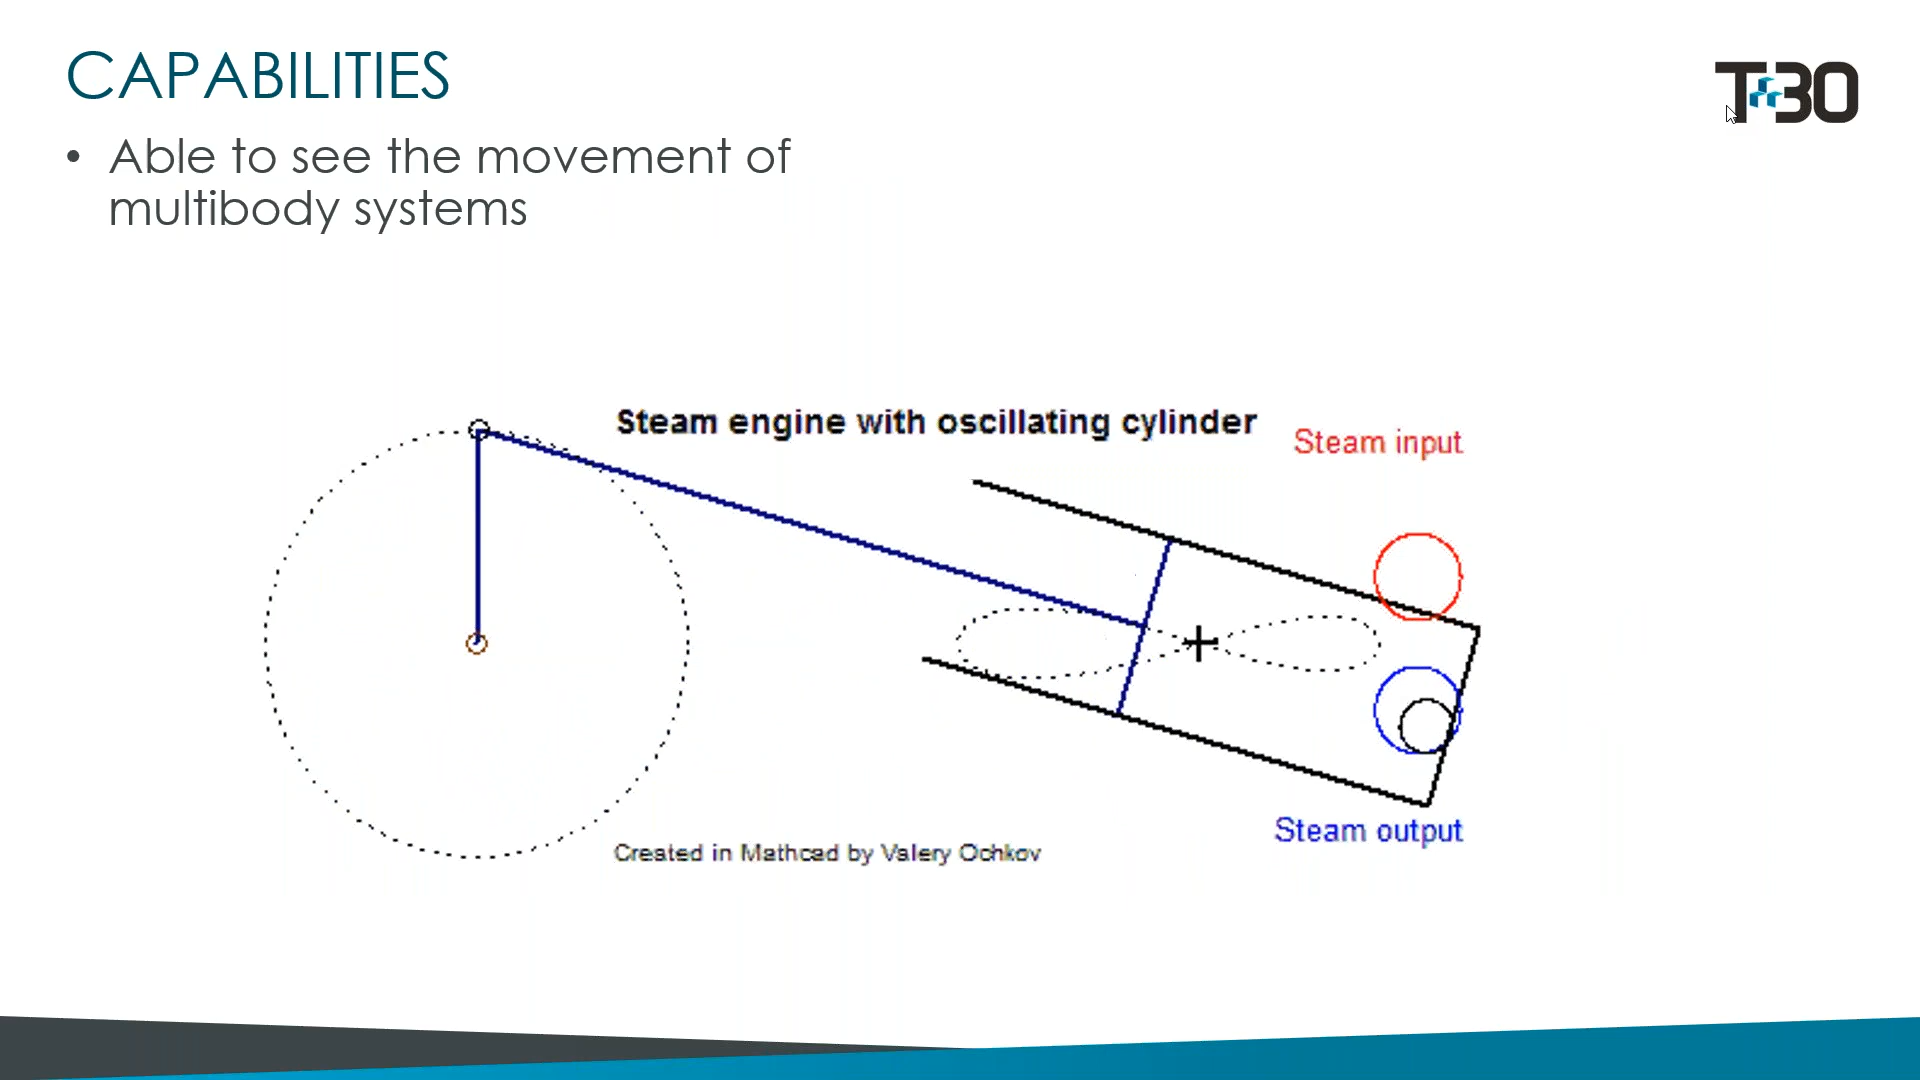 CAPABILITIES
T30
• Able to see the movement of
multibody systems
Steam engine with oscillating cylinder
Steam input
Steam output
Created in Mathcad by Valery Ochkov